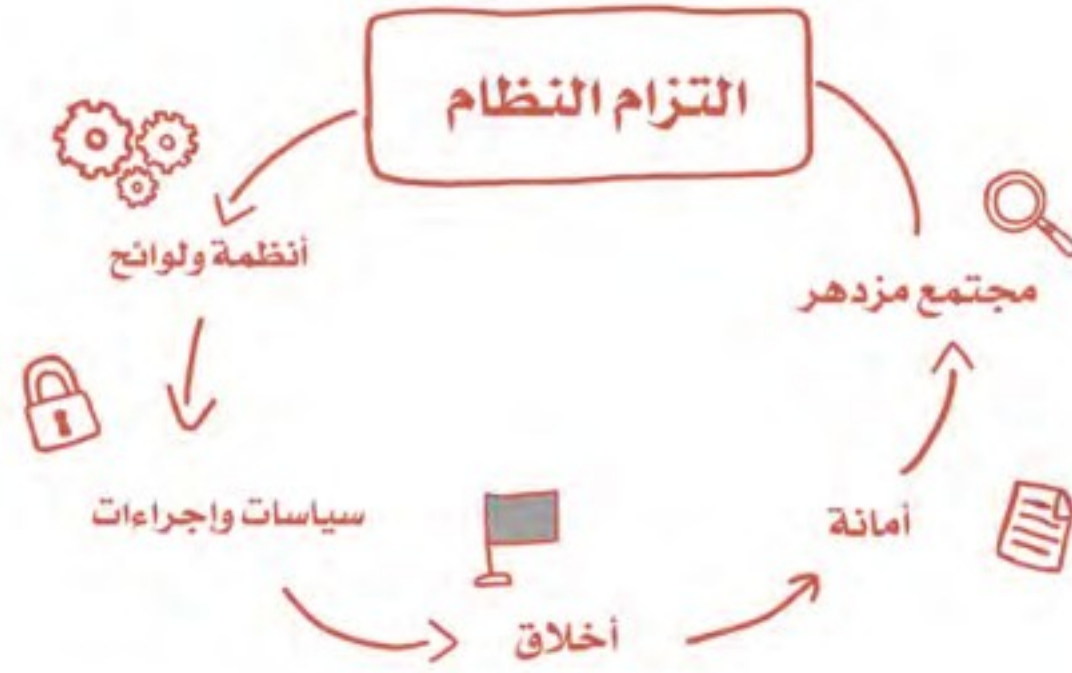 التزام النظام
أنظمة ولوائح
سياسات وإجراءات
أخلاق
أمانة
مجتمع مزدهر